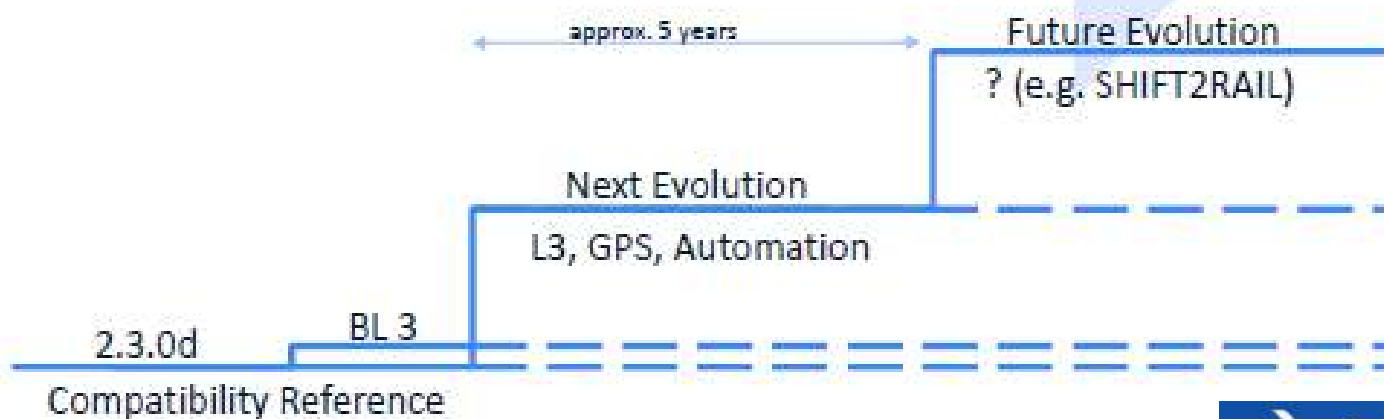 approx. 5 years
Future Evolution
? (e.g. SHIFT2RAIL)
Next Evolution
L3, GPS, Automation
BL 3
2.3.0d
Compatibility Reference